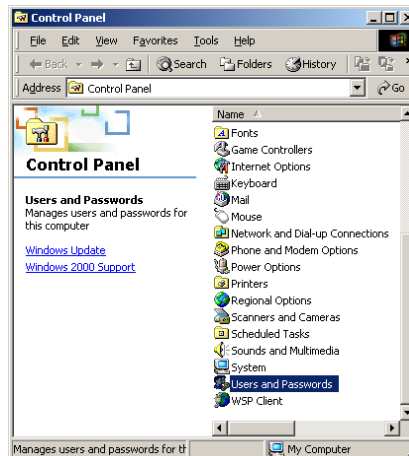 Control Panel
File Edit View Favorites Tools Help
Back Search Folders History
Address Control Panel Go
Control Panel
Users and Passwords
Manages users and passwords for
this computer
Windows Update
Windows 2000 Support
Name
Fonts
Game Controllers
Internet Options
Keyboard
Mail
Mouse
Network and Dial-up Connections
Phone and Modem Options
Power Options
Printers
Regional Options
Scanners and Cameras
Scheduled Tasks
Sounds and Multimedia
System
Users and Passwords
WSP Client
Manages users and passwords for th My Computer